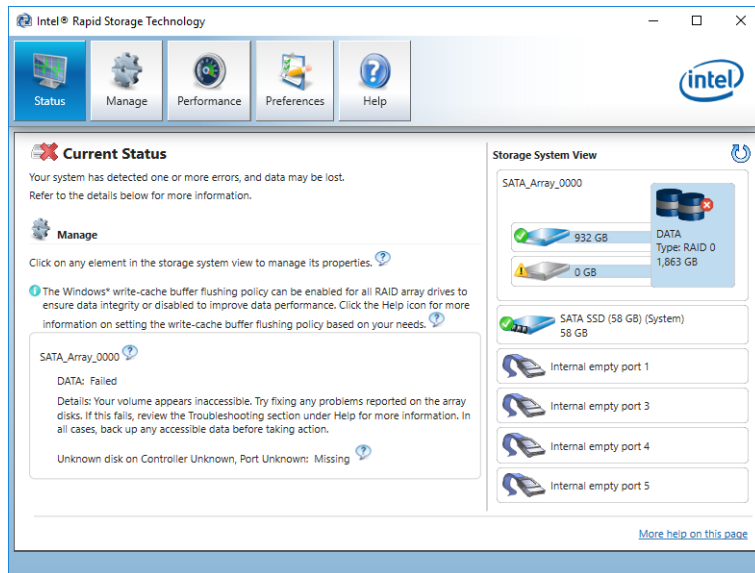 Intel® Rapid Storage Technology
Status
Manage
Performance
Preferences
Help
intel
Current Status
Your system has detected one or more errors, and data may be lost.
Refer to the details below for more information.
Manage
Click on any element in the storage system view to manage its properties.
The Windows* write-cache buffer flushing policy can be enabled for all RAID array drives to
ensure data integrity or disabled to improve data performance. Click the Help icon for more
information on setting the write-cache buffer flushing policy based on your needs.
SATA_Array_0000
DATA: Failed
Details: Your volume appears inaccessible. Try fixing any problems reported on the array
disks. If this fails, review the Troubleshooting section under Help for more information. In
all cases, back up any accessible data before taking action.
Unknown disk on Controller Unknown, Port Unknown: Missing
Storage System View
SATA_Array_0000
932 GB
0 GB
DATA
Type: RAID 0
1,863 GB
SATA SSD (58 GB) (System)
58 GB
Internal empty port 1
Internal empty port 3
Internal empty port 4
Internal empty port 5
More help on this page